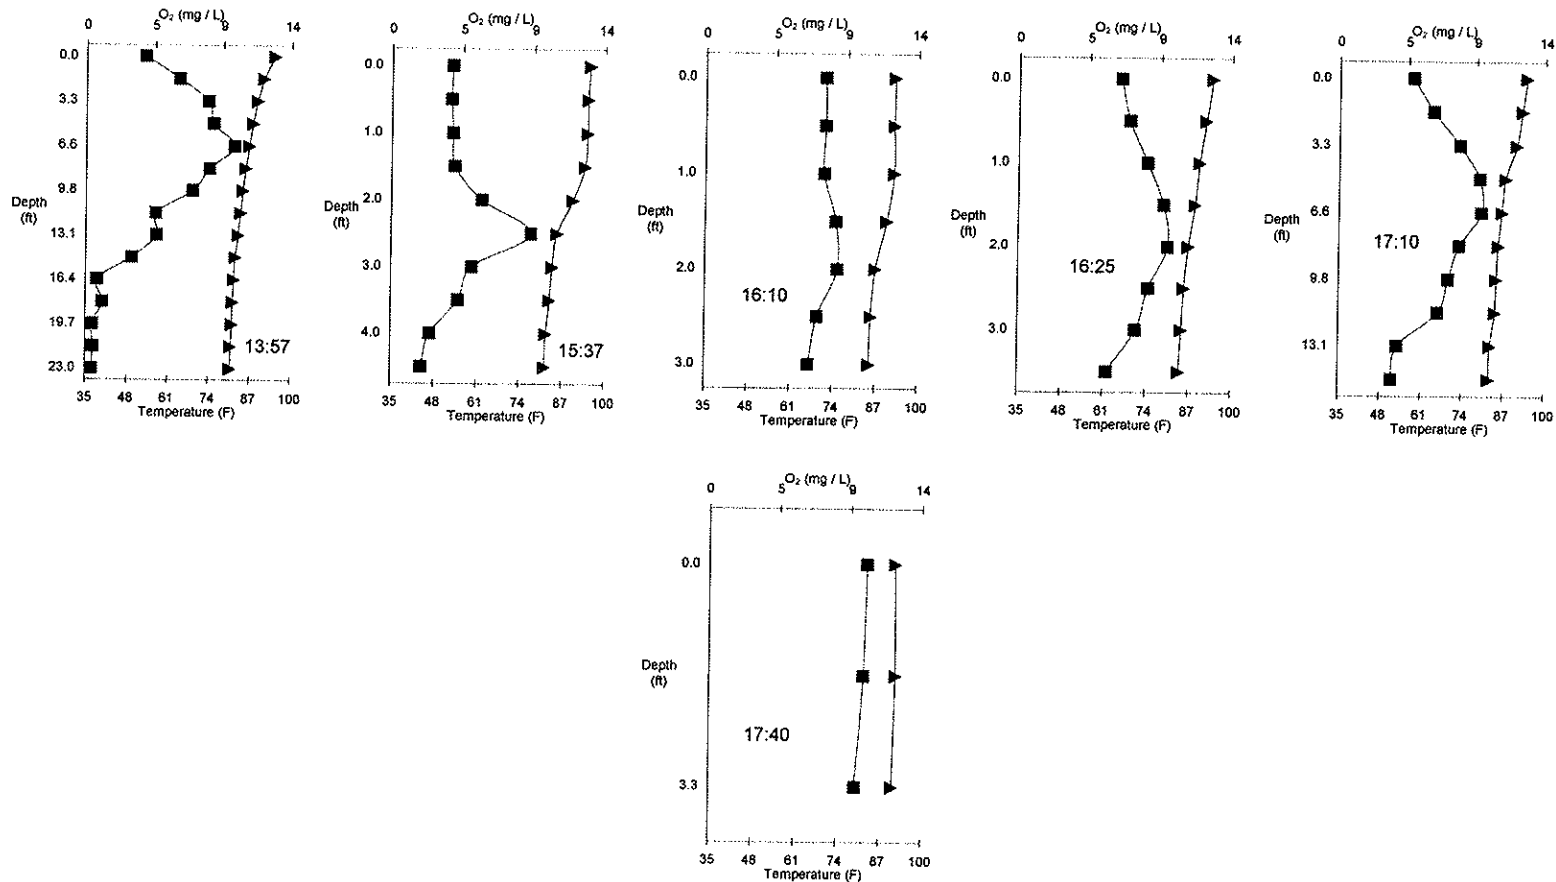 O₂ (mg / L)
0 5 9 14
0.0
3.3
6.6
9.8
13.1
16.4
19.7
23.0
Depth
(ft)
13:57
35 48 61 74 87 100
Temperature (F)
O₂ (mg / L)
0 5 9 14
0.0
1.0
2.0
3.0
4.0
Depth
(ft)
15:37
35 48 61 74 87 100
Temperature (F)
O₂ (mg / L)
0 5 9 14
0.0
1.0
2.0
3.0
Depth
(ft)
16:10
35 48 61 74 87 100
Temperature (F)
O₂ (mg / L)
0 5 9 14
0.0
1.0
2.0
3.0
Depth
(ft)
16:25
35 48 61 74 87 100
Temperature (F)
O₂ (mg / L)
0 5 9 14
0.0
3.3
6.6
9.8
13.1
Depth
(ft)
17:10
35 48 61 74 87 100
Temperature (F)
O₂ (mg / L)
0 5 9 14
0.0
3.3
Depth
(ft)
17:40
35 48 61 74 87 100
Temperature (F)